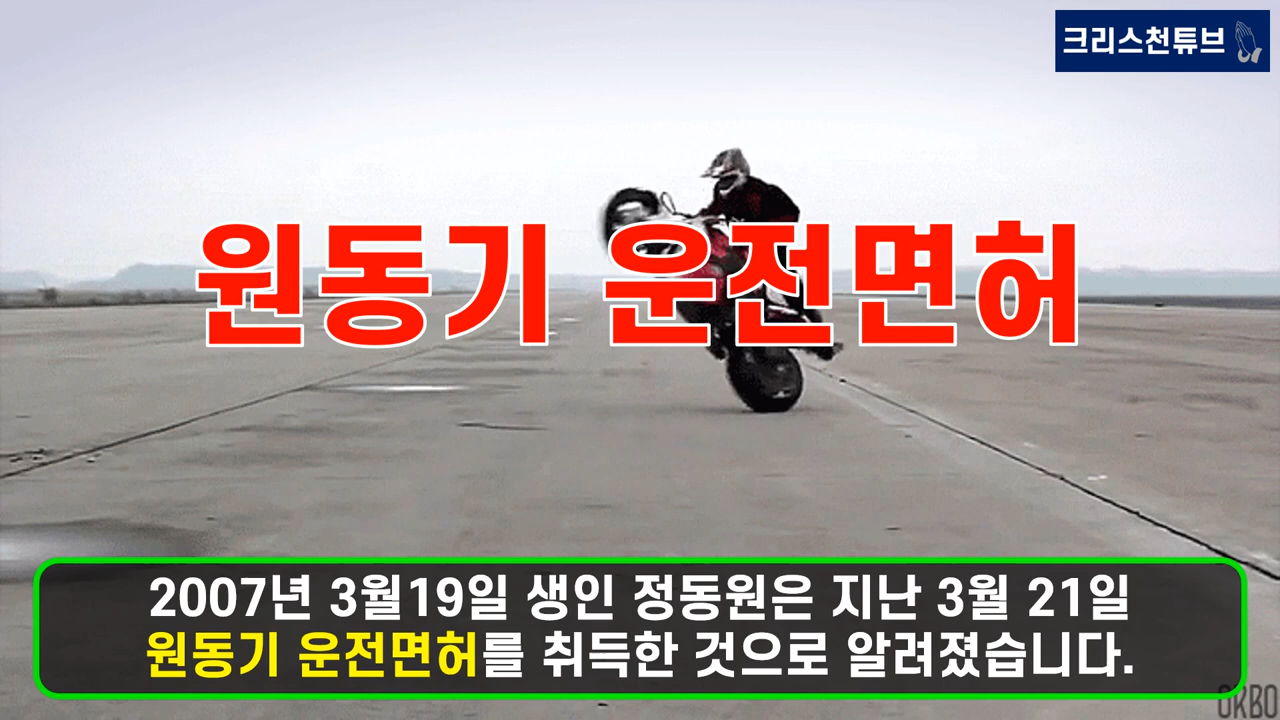 크리스천튜브
원동기 운전면허
2007년 3월19일 생인 정동원은 지난 3월 21일
원동기 운전면허를 취득한 것으로 알려졌습니다.
OKBO